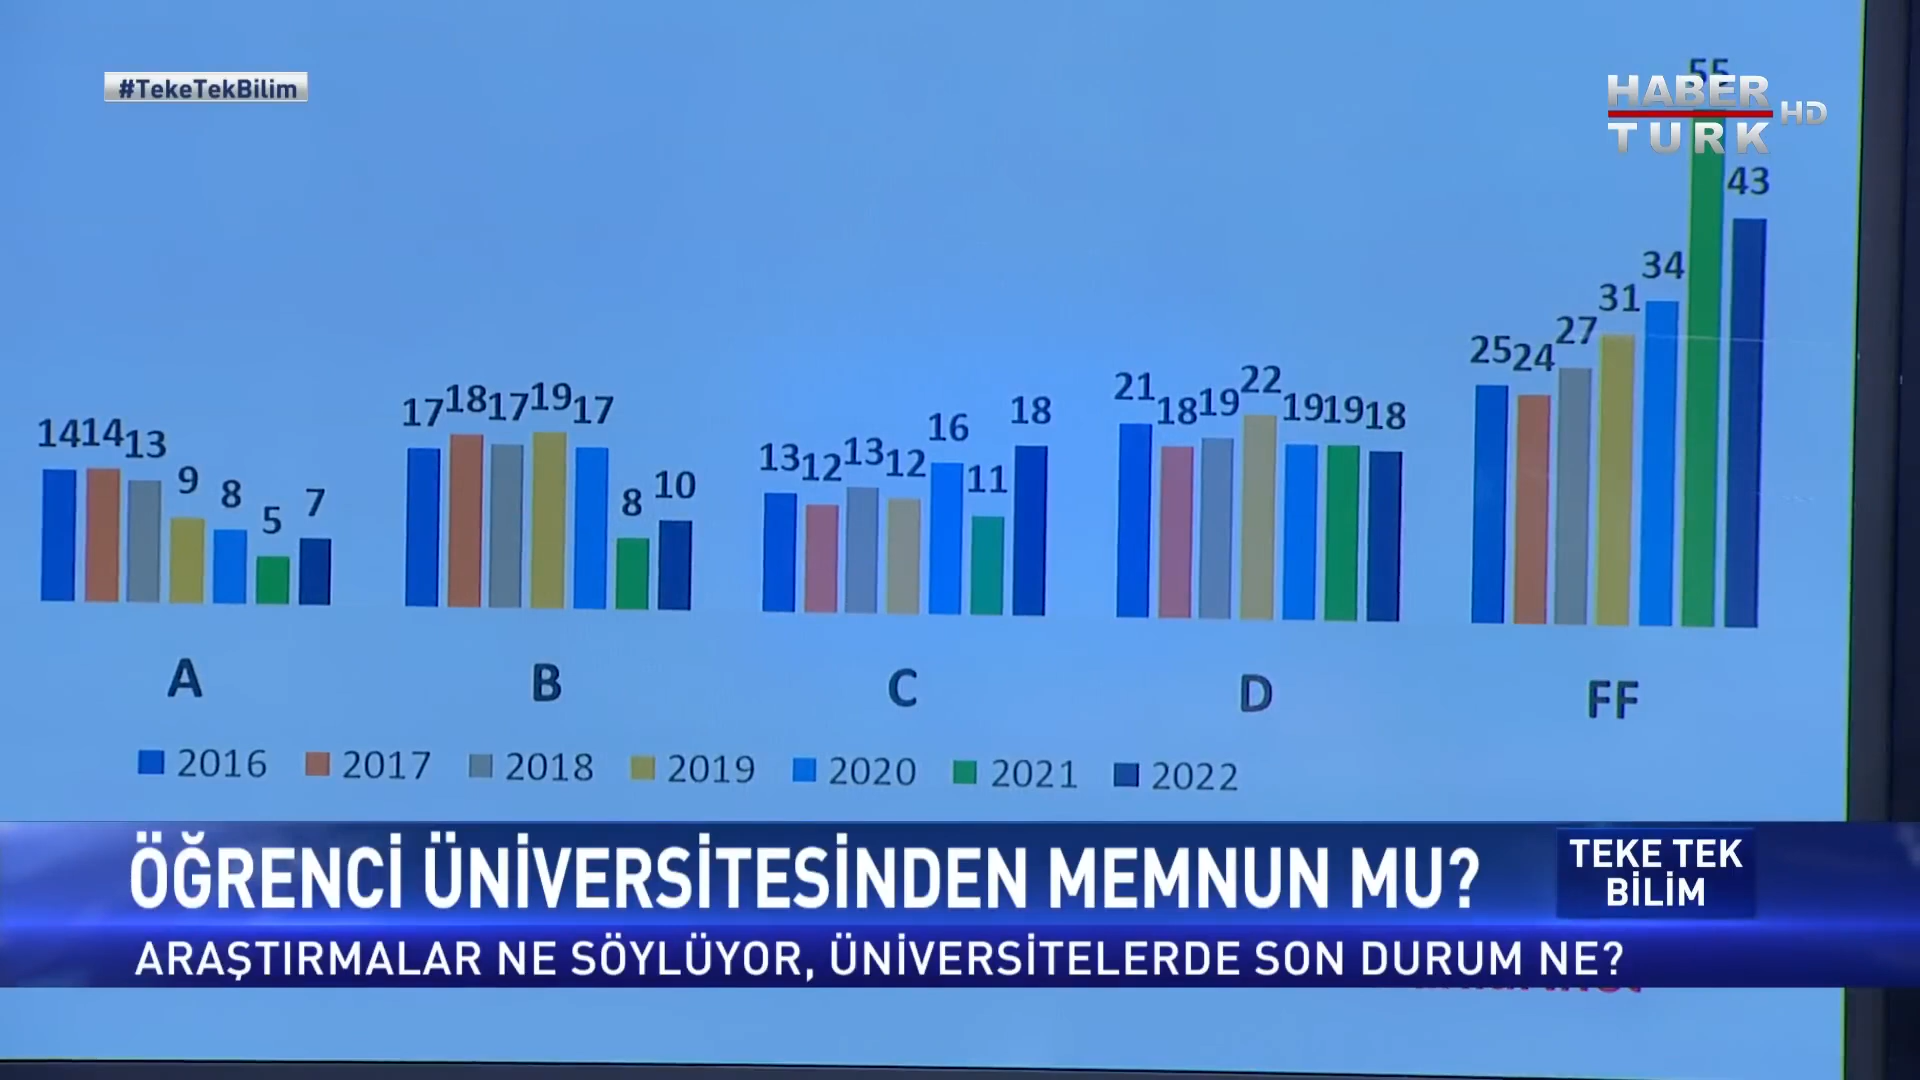 #TekeTekBilim
HABER
TURK HD
55
43
34
31
27
25 24
14 14 13 9 8 5 7
17 18 17 19 17 8 10
13 12 13 12 16 11 18
21 18 19 22 19 19 18
A B C D FF
2016 2017 2018 2019 2020 2021 2022
ÖĞRENCİ ÜNİVERSİTESİNDEN MEMNUN MU?
TEKE TEK
BİLİM
ARAŞTIRMALAR NE SÖYLÜYOR, ÜNİVERSİTELERDE SON DURUM NE?